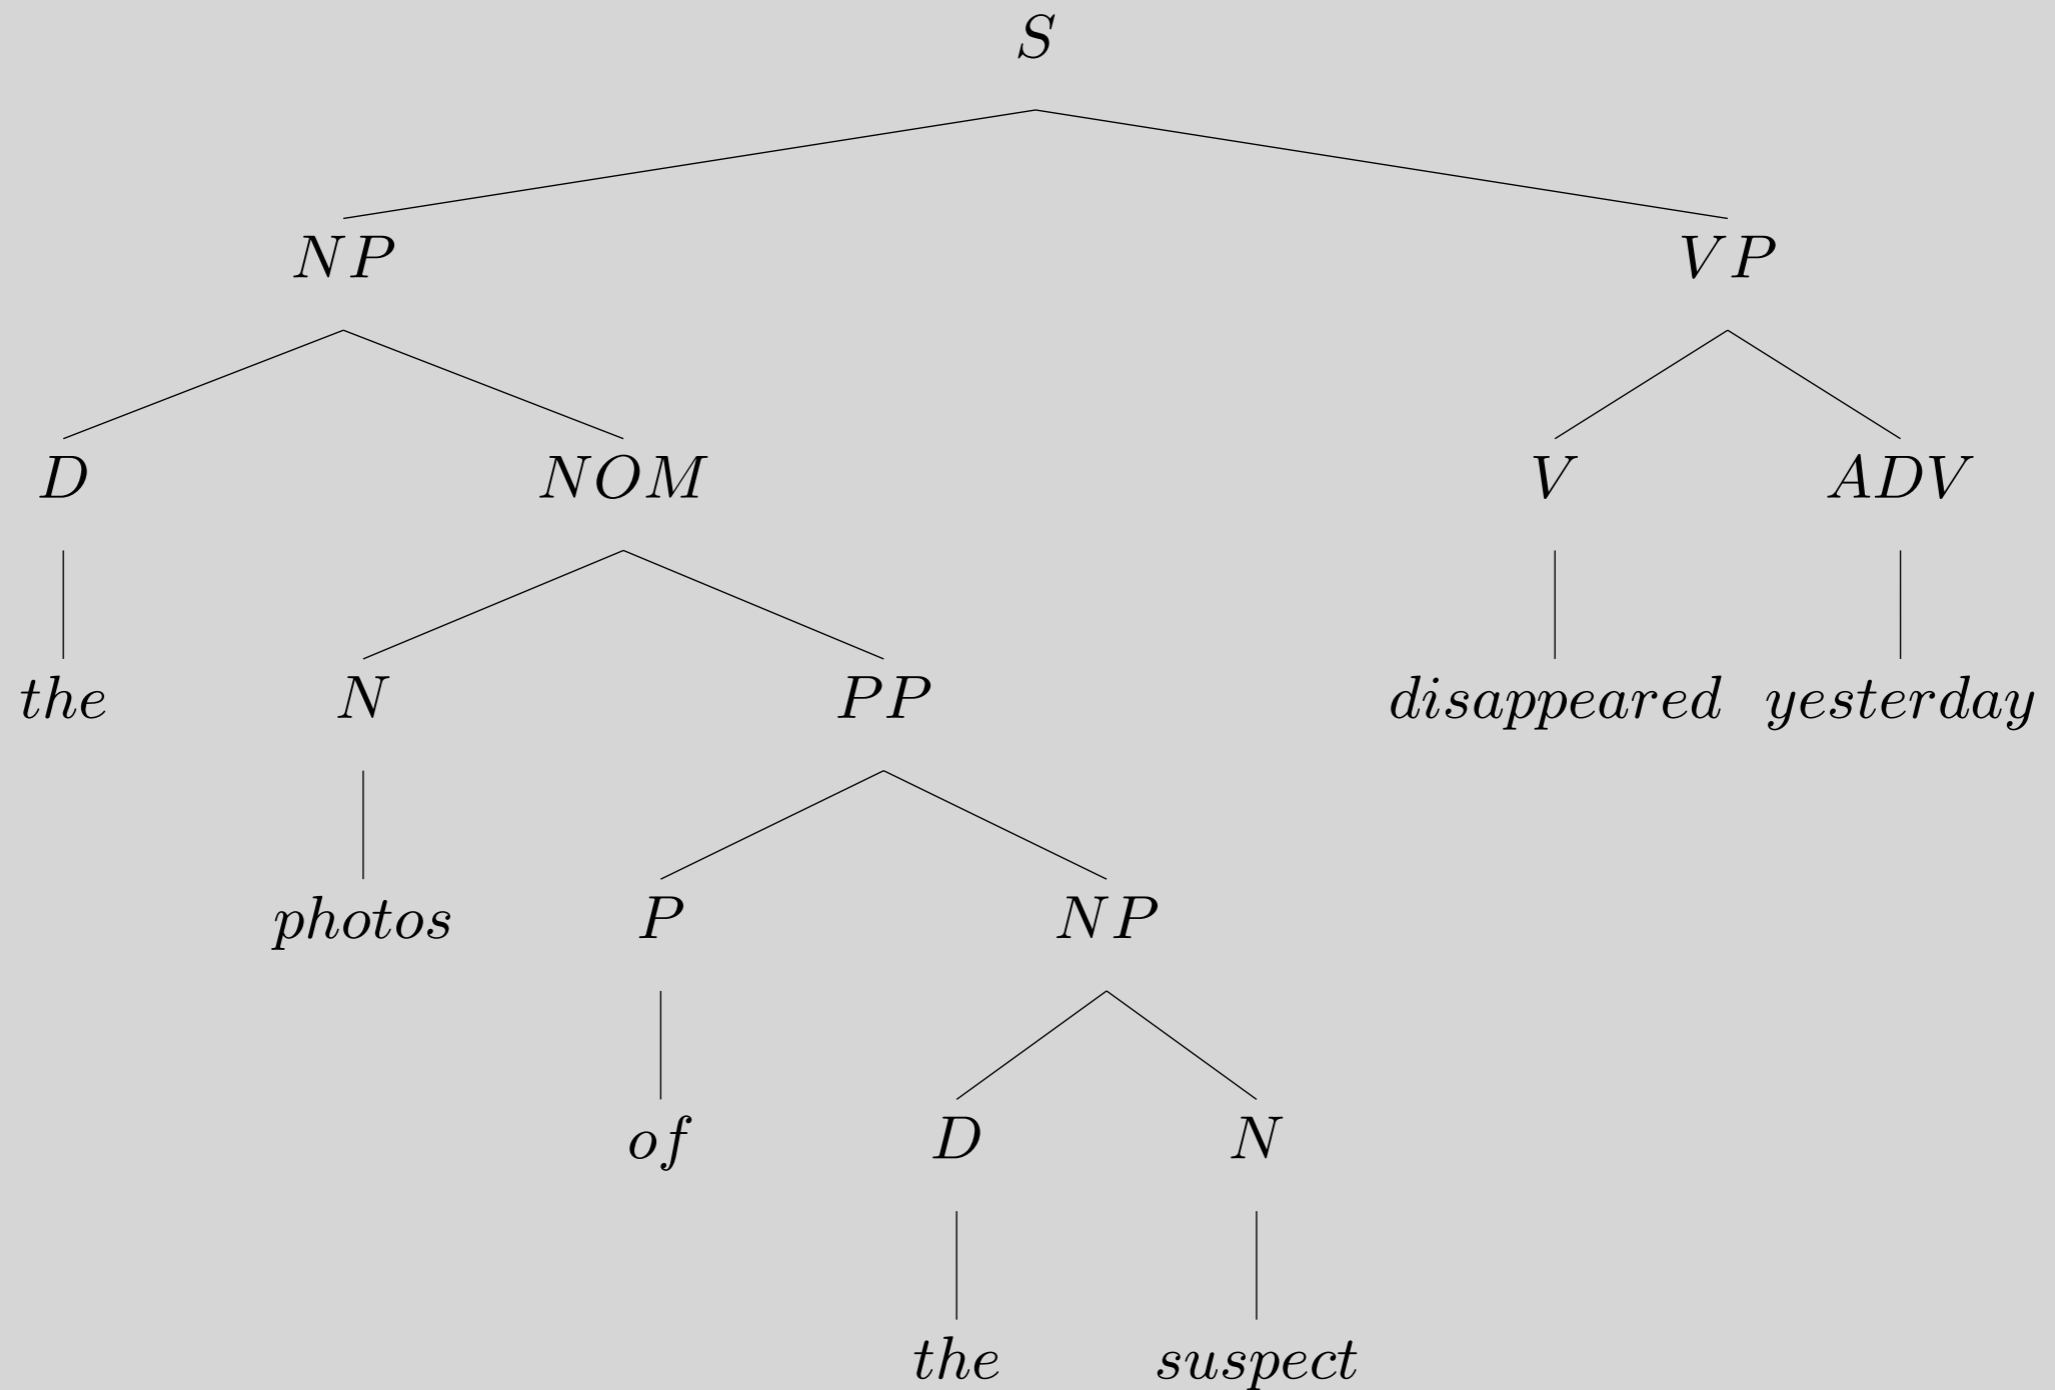 S
NP VP
D NOM V ADV
the N PP disappeared yesterday
photos P NP
of D N
the suspect